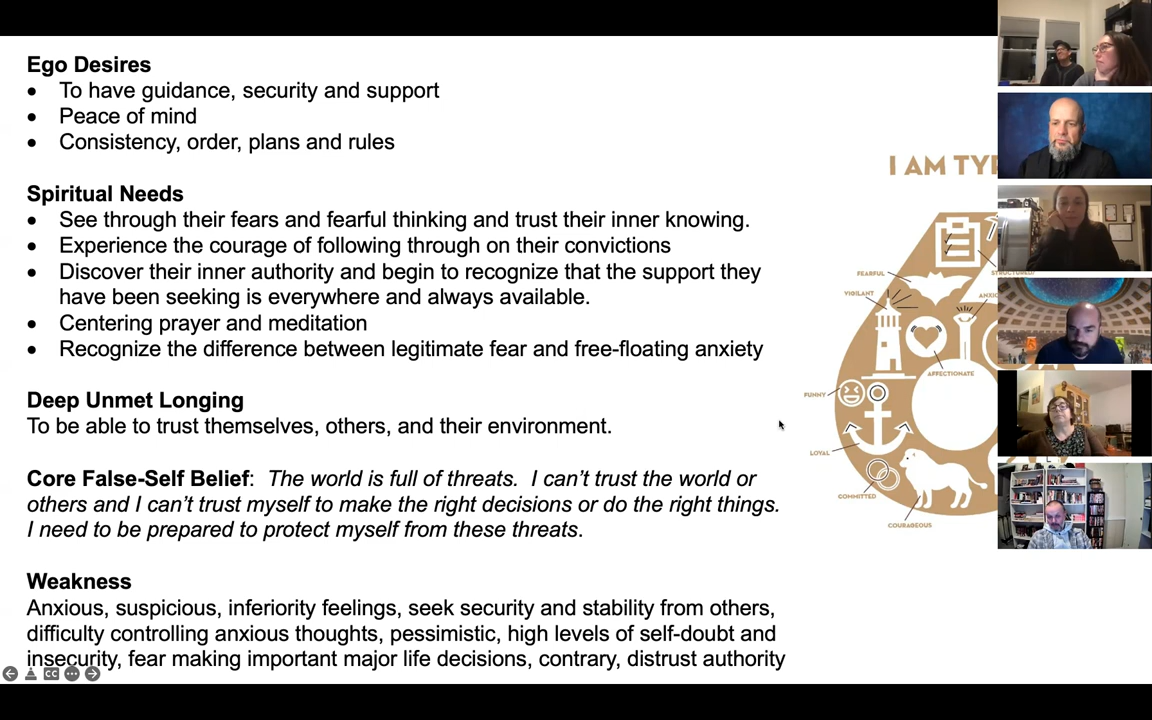 Ego Desires
• To have guidance, security and support
• Peace of mind
• Consistency, order, plans and rules
Spiritual Needs
• See through their fears and fearful thinking and trust their inner knowing.
• Experience the courage of following through on their convictions
• Discover their inner authority and begin to recognize that the support they
have been seeking is everywhere and always available.
• Centering prayer and meditation
• Recognize the difference between legitimate fear and free-floating anxiety
Deep Unmet Longing
To be able to trust themselves, others, and their environment.
Core False-Self Belief: The world is full of threats. I can’t trust the world or
others and I can’t trust myself to make the right decisions or do the right things.
I need to be prepared to protect myself from these threats.
Weakness
Anxious, suspicious, inferiority feelings, seek security and stability from others,
difficulty controlling anxious thoughts, pessimistic, high levels of self-doubt and
insecurity, fear making important major life decisions, contrary, distrust authority
CC
I AM TY
FEARFUL
VIGILANT
AFFECTIONATE
FUNNY
LOYAL
COMMITTED
COURAGEOUS